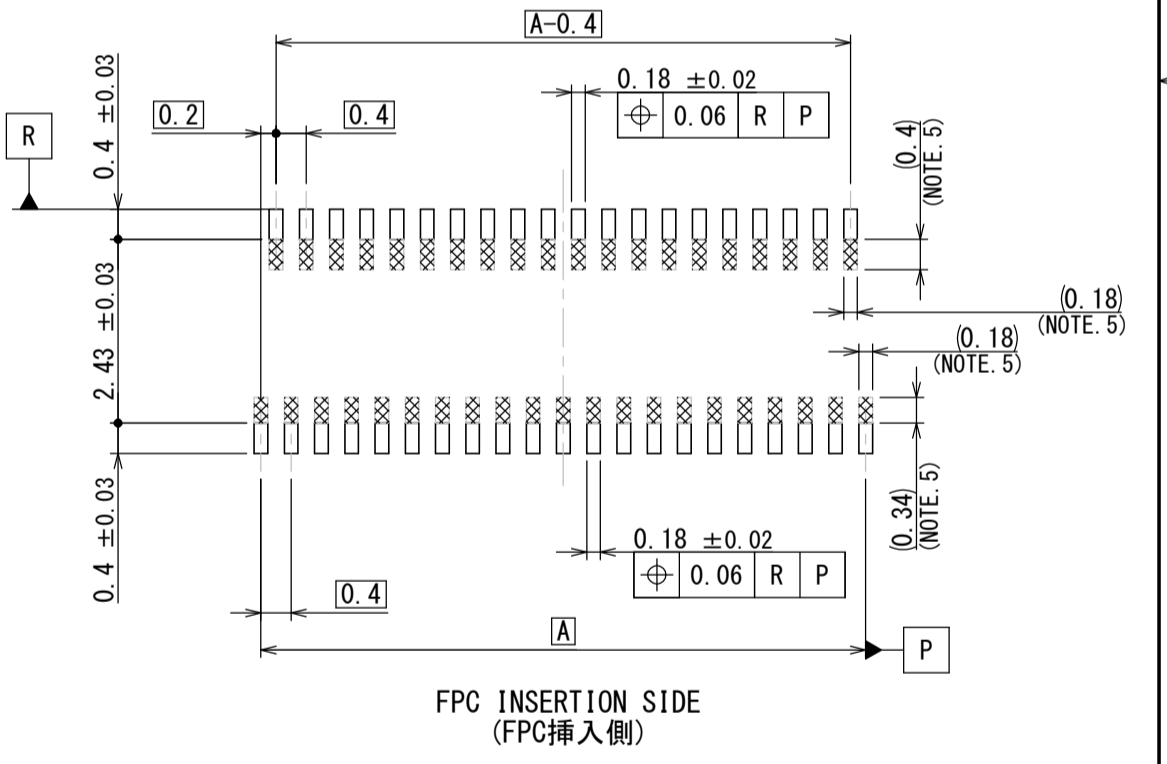 A-0.4
0.4 ±0.03
0.18 ±0.02
0.06 R P
0.2
0.4
R
(0.4)
(NOTE.5)
2.43 ±0.03
(0.18)
(NOTE.5)
(0.18)
(NOTE.5)
0.4 ±0.03
(0.34)
(NOTE.5)
0.18 ±0.02
0.06 R P
0.4
A
P
FPC INSERTION SIDE
(FPC挿入側)